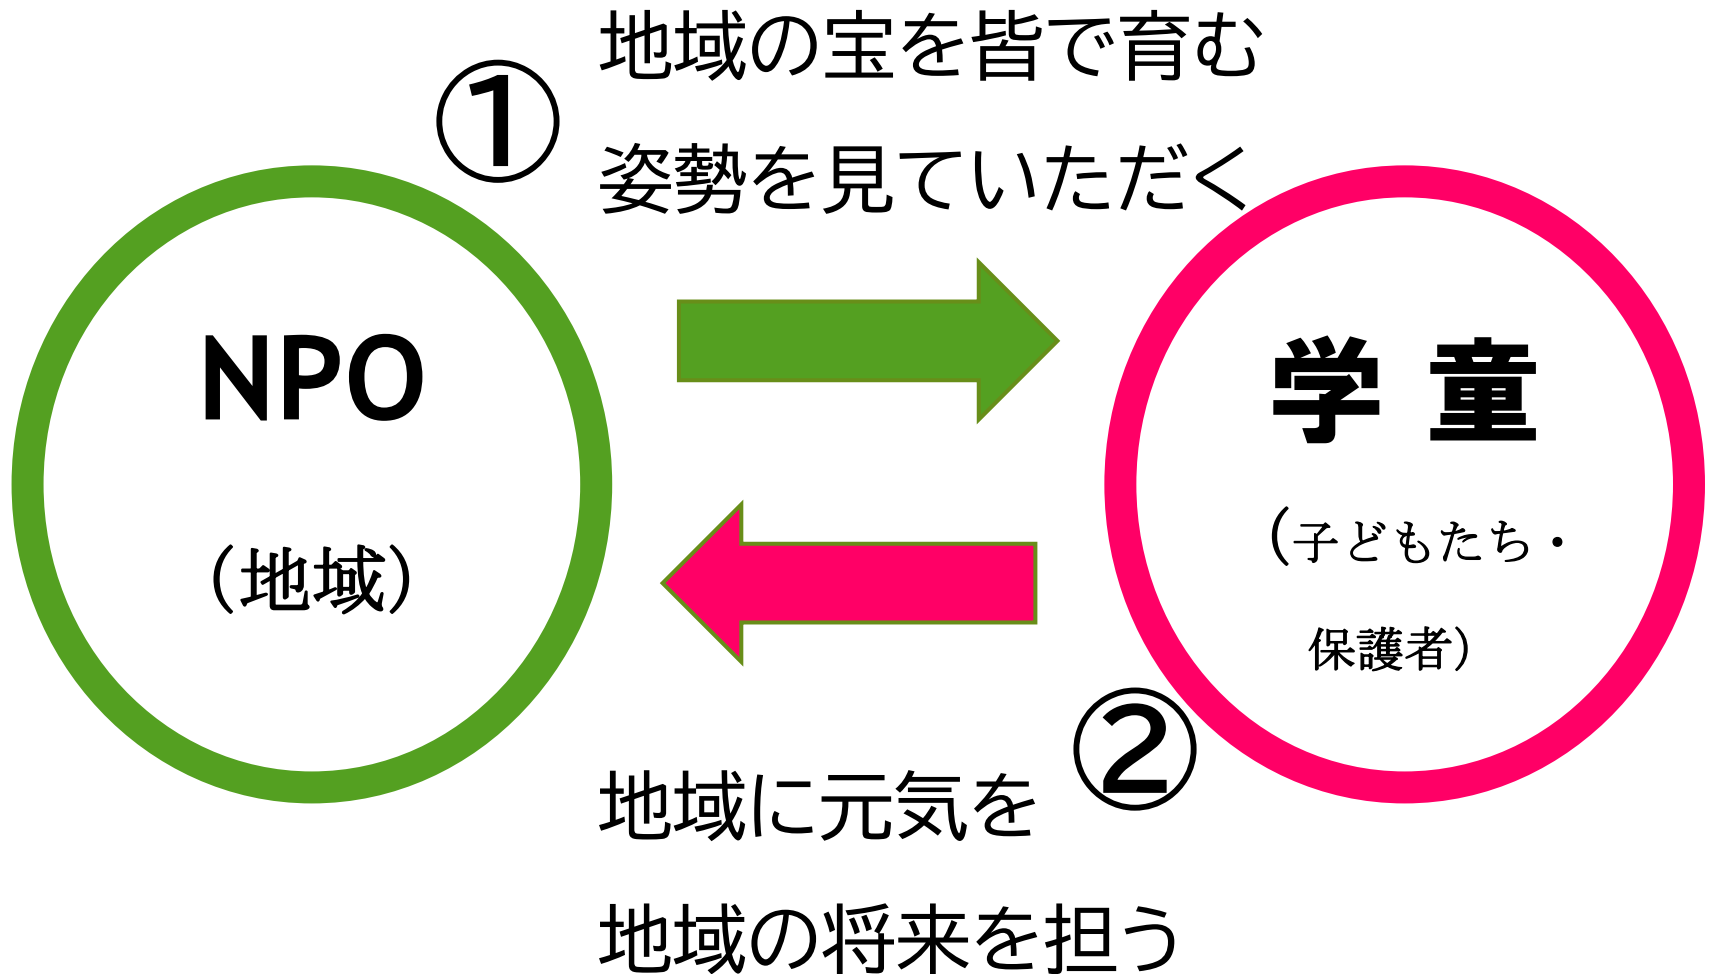 ①
地域の宝を皆で育む
姿勢を見ていただく
NPO
（地域）
学 童
（子どもたち・
保護者）
②
地域に元気を
地域の将来を担う